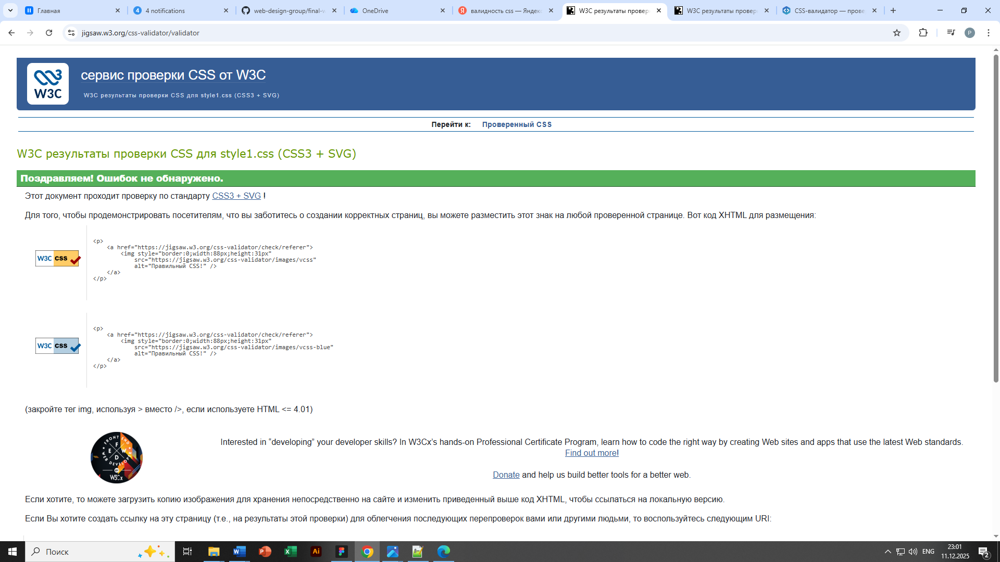 Главная
4 notifications
web-design-group/final-w
OneDrive
валидность css — Яндекс
W3C результаты провер
W3C результаты провер
CSS-валидатор — прове
jigsaw.w3.org/css-validator/validator
P
W3C
сервис проверки CSS от W3C
W3C результаты проверки CSS для style1.css (CSS3 + SVG)
Перейти к: Проверенный CSS
W3C результаты проверки CSS для style1.css (CSS3 + SVG)
Поздравляем! Ошибок не обнаружено.
Этот документ проходит проверку по стандарту CSS3 + SVG !
Для того, чтобы продемонстрировать посетителям, что вы заботитесь о создании корректных страниц, вы можете разместить этот знак на любой проверенной странице. Вот код XHTML для размещения:
W3C css
<p>
<a href="https://jigsaw.w3.org/css-validator/check/referer">
<img style="border:0;width:88px;height:31px"
src="https://jigsaw.w3.org/css-validator/images/vcss"
alt="Правильный CSS!" />
</a>
</p>
W3C css
<p>
<a href="https://jigsaw.w3.org/css-validator/check/referer">
<img style="border:0;width:88px;height:31px"
src="https://jigsaw.w3.org/css-validator/images/vcss-blue"
alt="Правильный CSS!" />
</a>
</p>
(закройте тег img, используя > вместо />, если используете HTML <= 4.01)
FRONT END
F E W D
WEB DEVELOPER
W3Cx
Interested in “developing” your developer skills? In W3Cx’s hands-on Professional Certificate Program, learn how to code the right way by creating Web sites and apps that use the latest Web standards.
Find out more!
Donate and help us build better tools for a better web.
Если хотите, то можете загрузить копию изображения для хранения непосредственно на сайте и изменить приведенный выше код XHTML, чтобы ссылаться на локальную версию.
Если Вы хотите создать ссылку на эту страницу (т.е., на результаты этой проверки) для облегчения последующих перепроверок вами или другими людьми, то воспользуйтесь следующим URI:
Поиск
Ai
ENG
23:01
11.12.2025
2